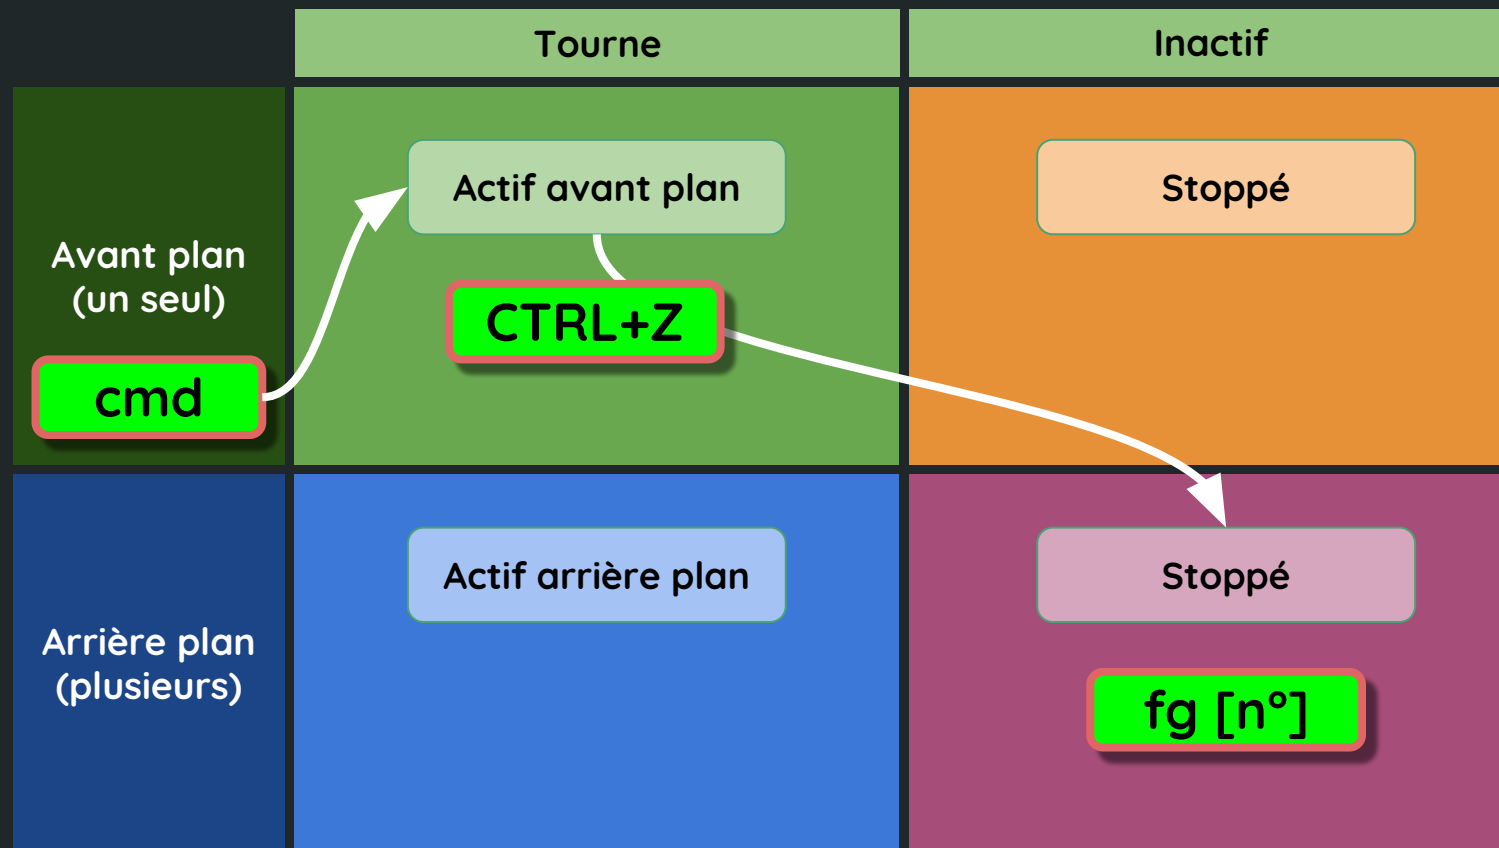 Tourne
Inactif
Actif avant plan
Stoppé
Avant plan
(un seul)
CTRL+Z
cmd
Actif arrière plan
Stoppé
Arrière plan
(plusieurs)
fg [n°]